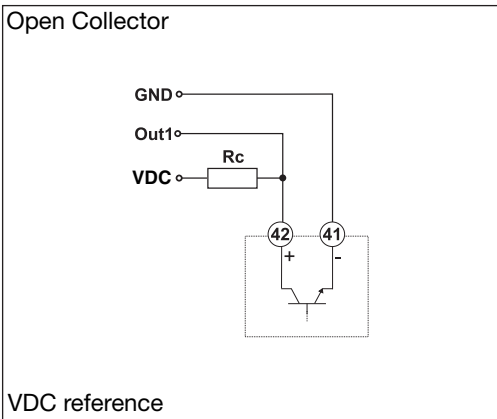 Open Collector
GND
Out1
Rc
VDC
42 41
+ -
VDC reference